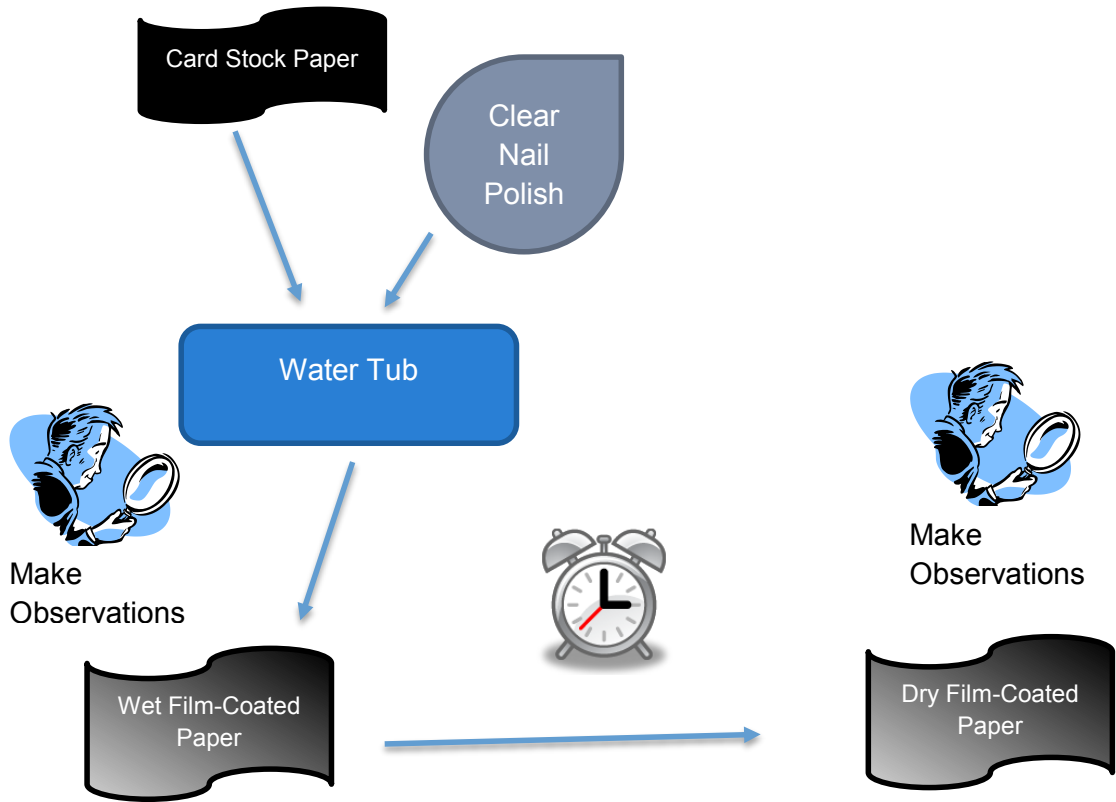 Card Stock Paper
Clear
Nail
Polish
Water Tub
Make
Observations
Make
Observations
Wet Film-Coated
Paper
Dry Film-Coated
Paper